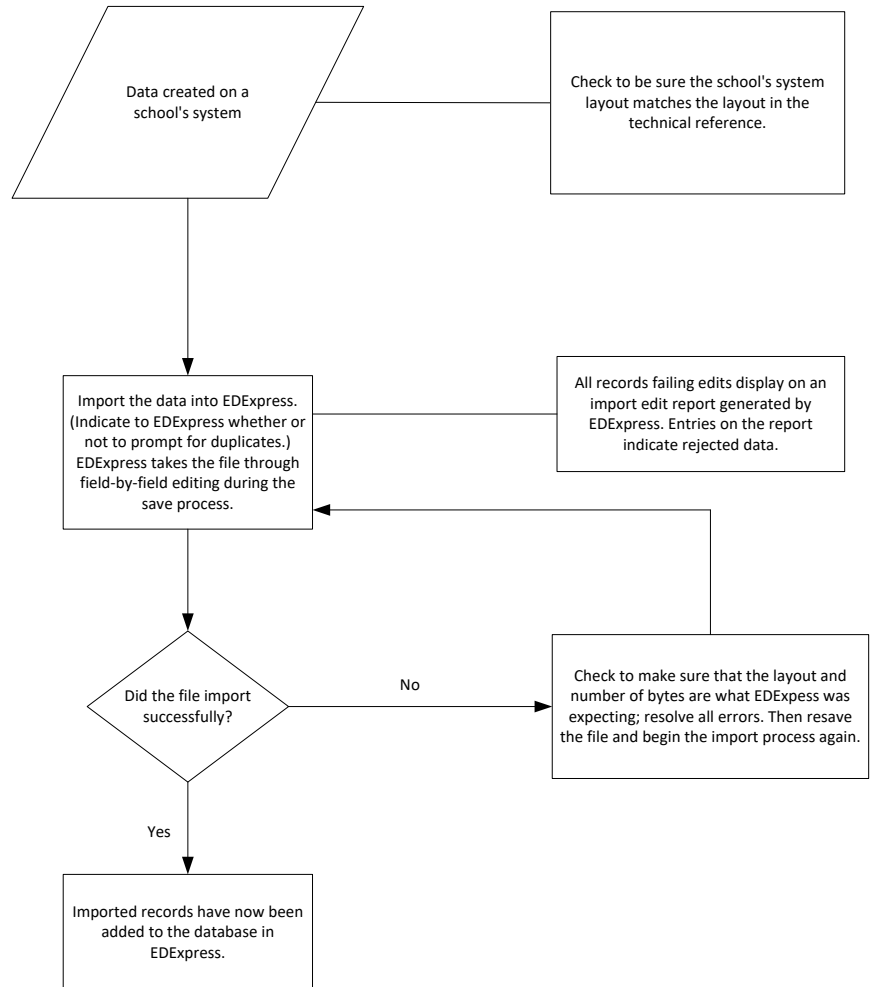 Data created on a
school's system
Check to be sure the school's system
layout matches the layout in the
technical reference.
Import the data into EDExpress.
(Indicate to EDExpress whether or
not to prompt for duplicates.)
EDExpress takes the file through
field-by-field editing during the
save process.
All records failing edits display on an
import edit report generated by
EDExpress. Entries on the report
indicate rejected data.
Did the file import
successfully?
No
Check to make sure that the layout and
number of bytes are what EDExpess was
expecting; resolve all errors. Then resave
the file and begin the import process again.
Yes
Imported records have now been
added to the database in
EDExpress.